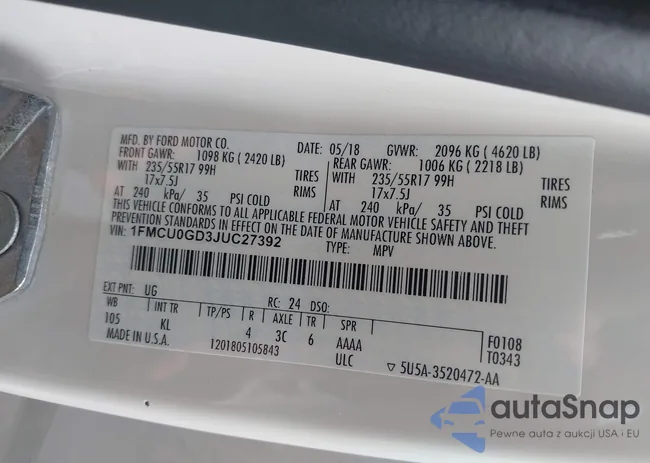 MFD. BY FORD MOTOR CO.   DATE: 05/18   GVWR: 2096 KG ( 4620 LB)
FRONT GAWR: 1098 KG ( 2420 LB)   REAR GAWR: 1006 KG ( 2218 LB)
WITH 235/55R17 99H TIRES   WITH 235/55R17 99H TIRES
17x7.5J RIMS   17x7.5J RIMS
AT 240 kPa/ 35 PSI COLD   AT 240 kPa/ 35 PSI COLD
THIS VEHICLE CONFORMS TO ALL APPLICABLE FEDERAL MOTOR VEHICLE SAFETY AND THEFT
PREVENTION STANDARDS IN EFFECT ON THE DATE OF MANUFACTURE SHOWN ABOVE.
VIN: 1FMCU0GD3JUC27392   TYPE: MPV
EXT PNT: UG   RC: 24 DSO:
WB INT TR TP/PS R AXLE TR SPR   F0108
105 KL 4 3C 6 AAAA   T0343
MADE IN U.S.A. 1201805105843 ULC ▽ 5U5A-3520472-AA
autaSnap
Pewne auta z aukcji USA i EU